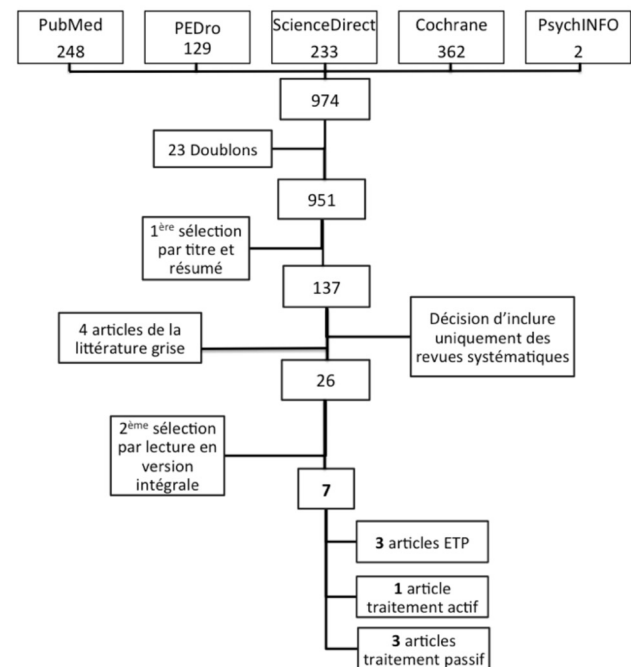 PubMed
248
PEDro
129
ScienceDirect
233
Cochrane
362
PsychINFO
2
974
23 Doublons
951
1ère sélection
par titre et
résumé
137
4 articles de la
littérature grise
Décision d'inclure
uniquement des
revues systématiques
26
2ème sélection
par lecture en
version
intégrale
7
3 articles ETP
1 article
traitement actif
3 articles
traitement passif